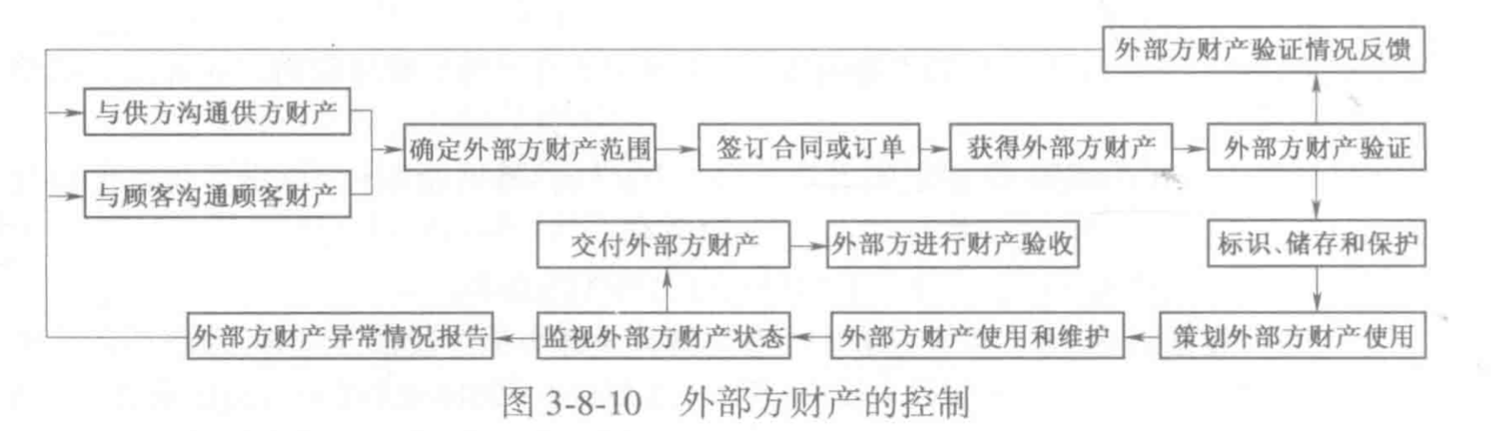 外部方财产验证情况反馈
与供方沟通供方财产
与顾客沟通顾客财产
确定外部方财产范围
签订合同或订单
获得外部方财产
外部方财产验证
标识、储存和保护
策划外部方财产使用
外部方财产使用和维护
监视外部方财产状态
交付外部方财产
外部方进行财产验收
外部方财产异常情况报告
图 3-8-10 外部方财产的控制